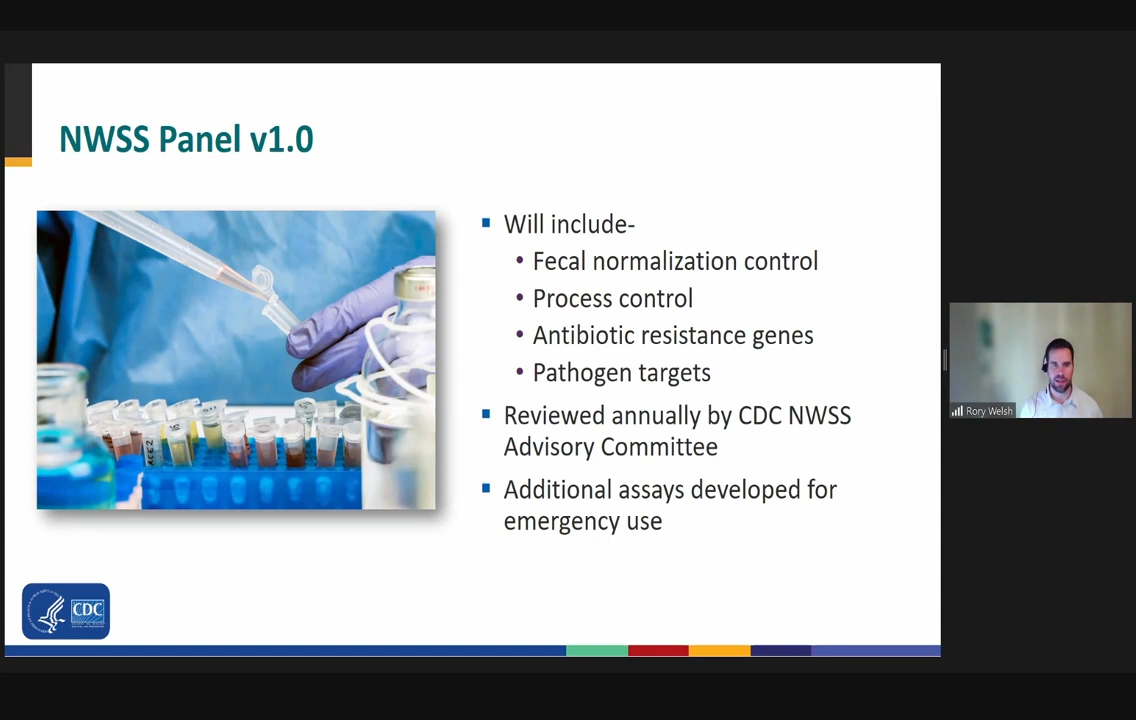 NWSS Panel v1.0
Will include-
Fecal normalization control
Process control
Antibiotic resistance genes
Pathogen targets
Reviewed annually by CDC NWSS
Advisory Committee
Additional assays developed for
emergency use
ACE2
CDC
Rory Welsh